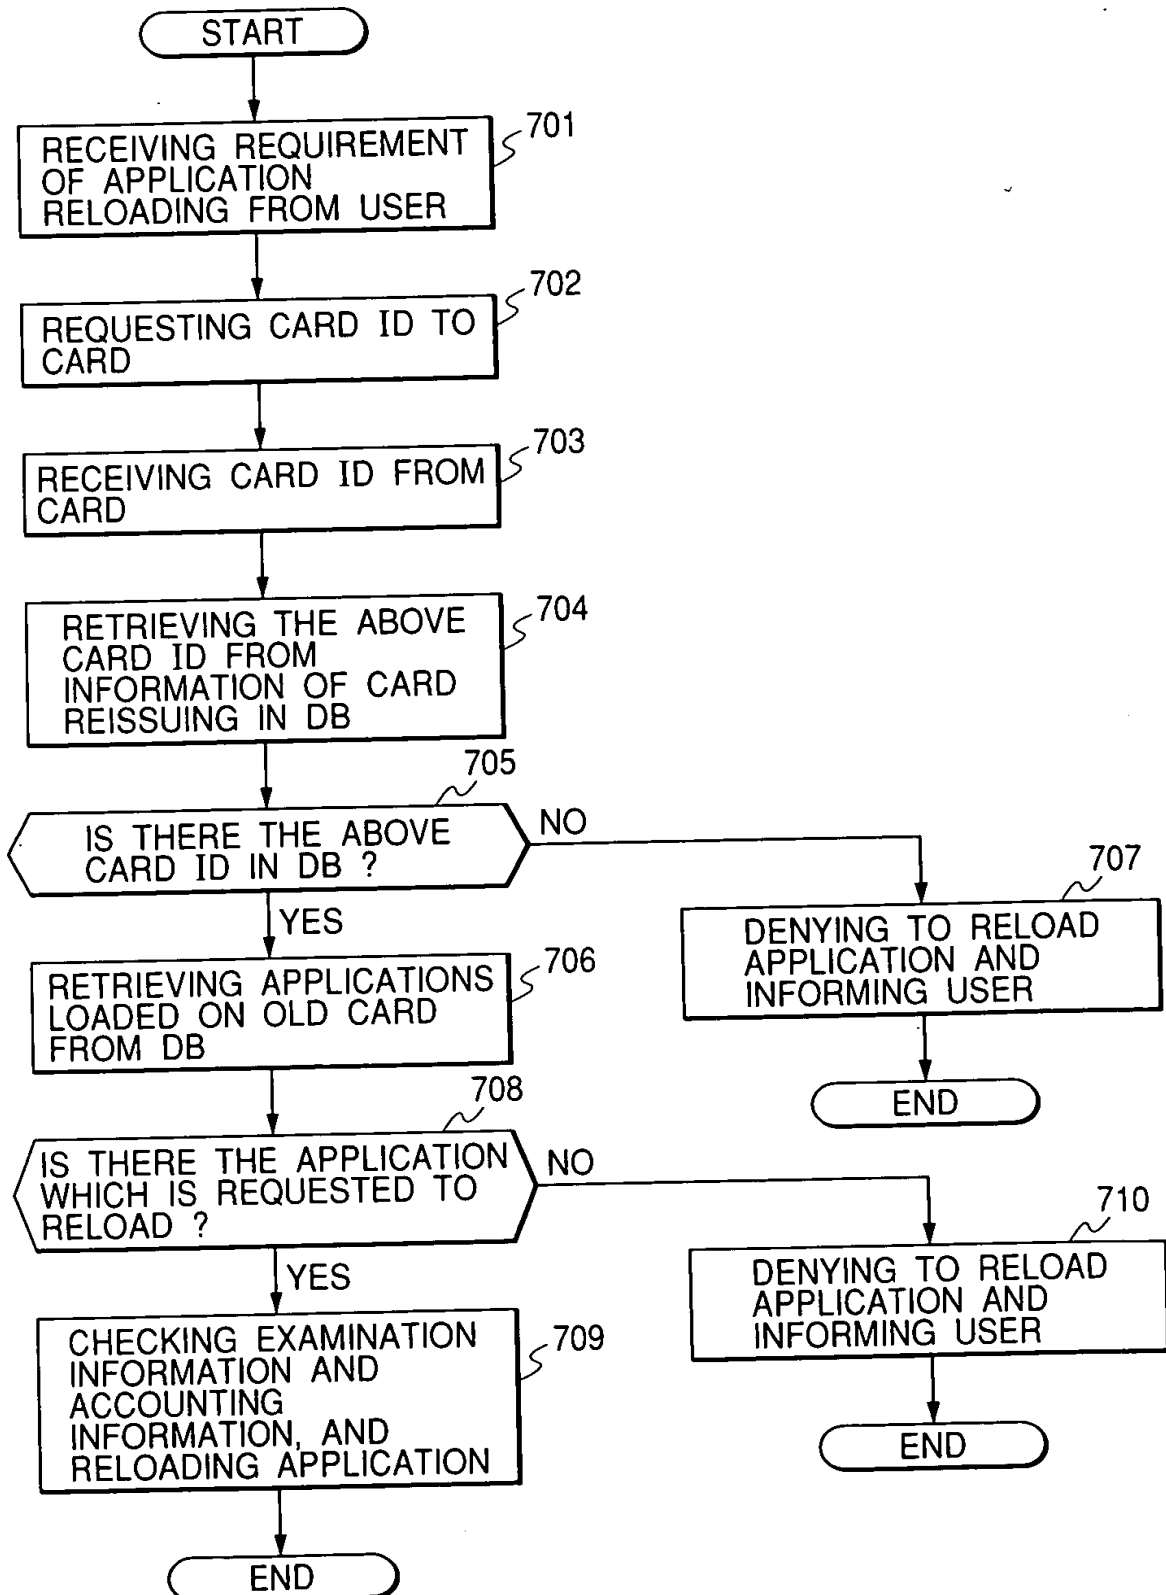 START
701
RECEIVING REQUIREMENT
OF APPLICATION
RELOADING FROM USER
702
REQUESTING CARD ID TO
CARD
703
RECEIVING CARD ID FROM
CARD
704
RETRIEVING THE ABOVE
CARD ID FROM
INFORMATION OF CARD
REISSUING IN DB
705
IS THERE THE ABOVE
CARD ID IN DB ?
NO
YES
707
DENYING TO RELOAD
APPLICATION AND
INFORMING USER
END
706
RETRIEVING APPLICATIONS
LOADED ON OLD CARD
FROM DB
708
IS THERE THE APPLICATION
WHICH IS REQUESTED TO
RELOAD ?
NO
YES
710
DENYING TO RELOAD
APPLICATION AND
INFORMING USER
END
709
CHECKING EXAMINATION
INFORMATION AND
ACCOUNTING
INFORMATION, AND
RELOADING APPLICATION
END